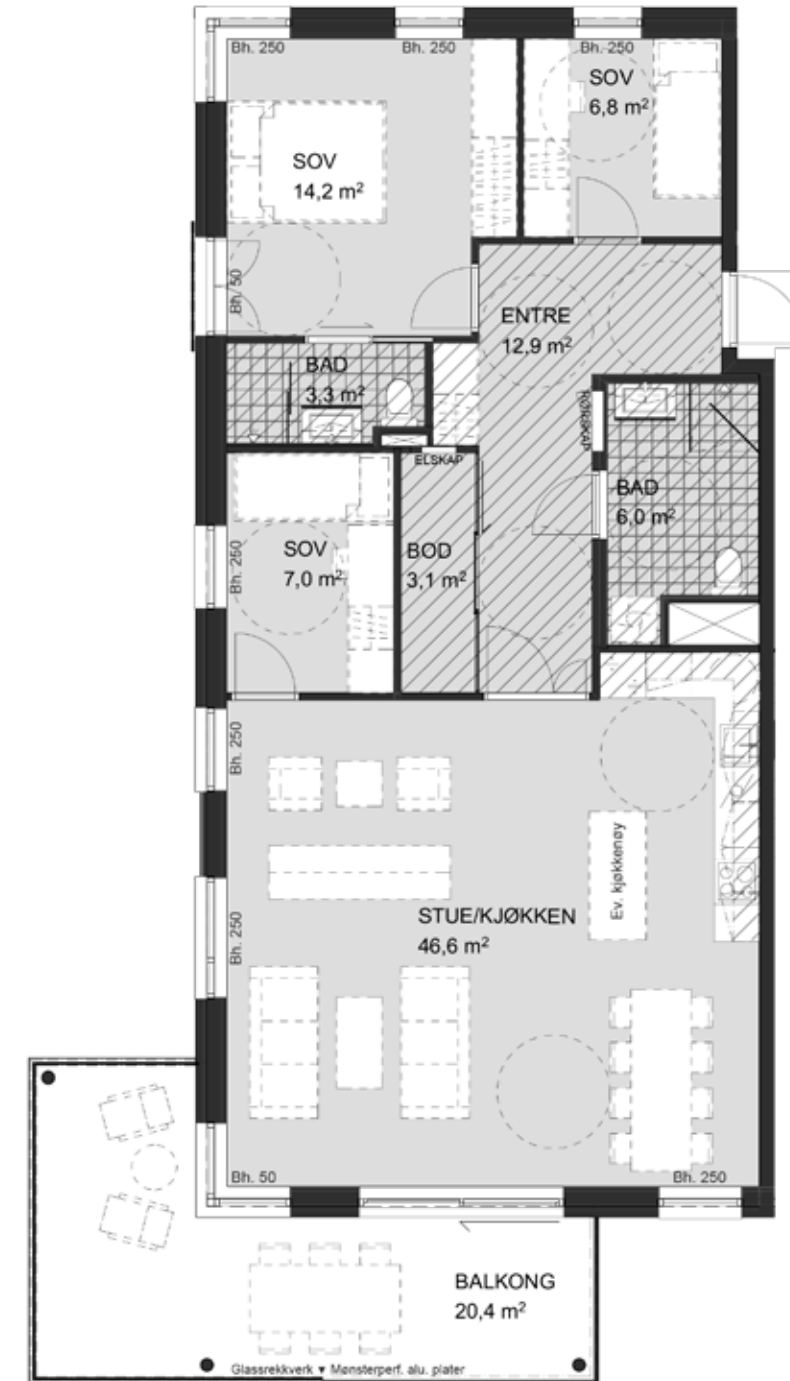 Bh. 250
Bh. 250
Bh. 250
SOV
6,8 m²
SOV
14,2 m²
Bh. 50
ENTRE
12,9 m²
BAD
3,3 m²
RØRSKAP
ELSKAP
BAD
6,0 m²
SOV
7,0 m²
BOD
3,1 m²
Bh. 250
Bh. 250
Ev. kjøkkenøy
STUE/KJØKKEN
46,6 m²
Bh. 250
Bh. 50
Bh. 250
BALKONG
20,4 m²
Glassrekkverk ▾ Mønsterperf. alu. plater